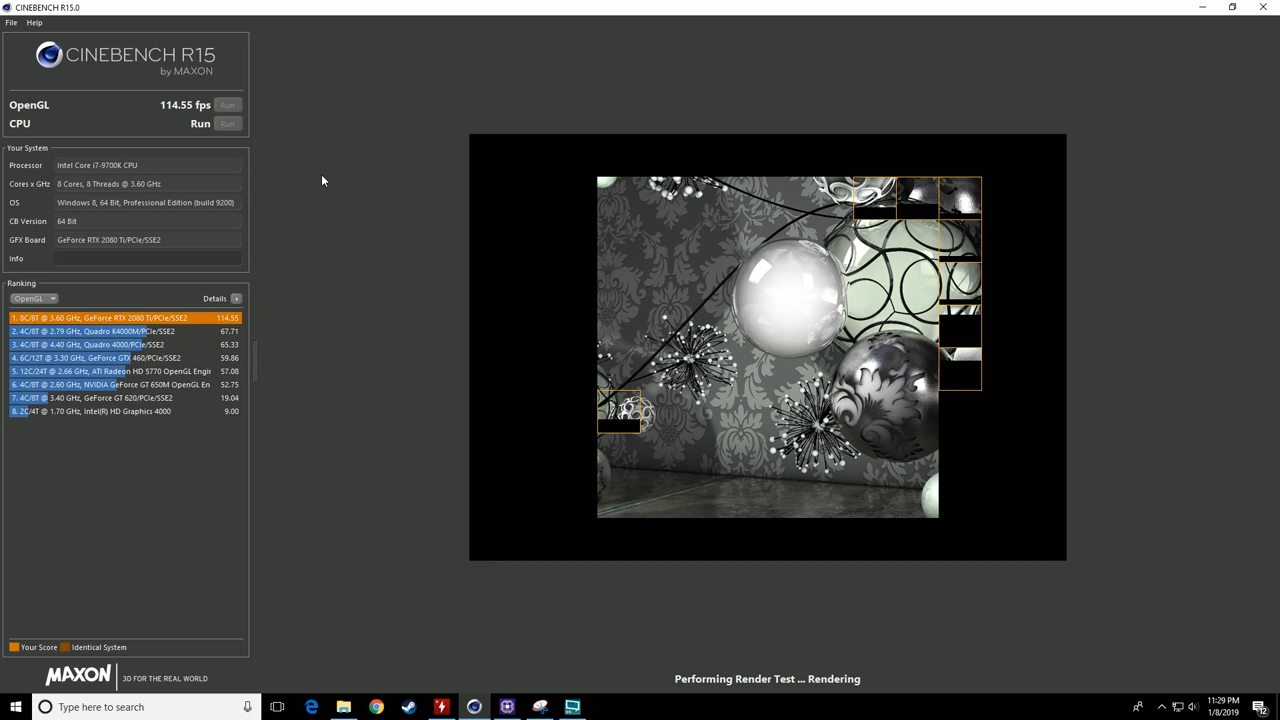 CINEBENCH R15.0
File Help
CINEBENCH R15
by MAXON
OpenGL 114.55 fps Run
CPU Run Run
Your System
Processor Intel Core i7-9700K CPU
Cores x GHz 8 Cores, 8 Threads @ 3.60 GHz
OS Windows 8, 64 Bit, Professional Edition (build 9200)
CB Version 64 Bit
GFX Board GeForce RTX 2080 Ti/PCIe/SSE2
Info
Ranking
OpenGL Details
1. 8C/8T @ 3.60 GHz, GeForce RTX 2080 Ti/PCIe/SSE2 114.55
2. 4C/8T @ 2.79 GHz, Quadro K4000M/PCIe/SSE2 67.71
3. 4C/8T @ 4.40 GHz, Quadro 4000/PCIe/SSE2 65.33
4. 6C/12T @ 3.30 GHz, GeForce GTX 460/PCIe/SSE2 59.86
5. 12C/24T @ 2.66 GHz, ATI Radeon HD 5770 OpenGL Engi 57.08
6. 4C/8T @ 2.60 GHz, NVIDIA GeForce GT 650M OpenGL En 52.75
7. 4C/8T @ 3.40 GHz, GeForce GT 620/PCIe/SSE2 19.04
8. 2C/4T @ 1.70 GHz, Intel(R) HD Graphics 4000 9.00
Your Score Identical System
MAXON 3D FOR THE REAL WORLD
Performing Render Test ... Rendering
Type here to search
11:29 PM
1/8/2019
12